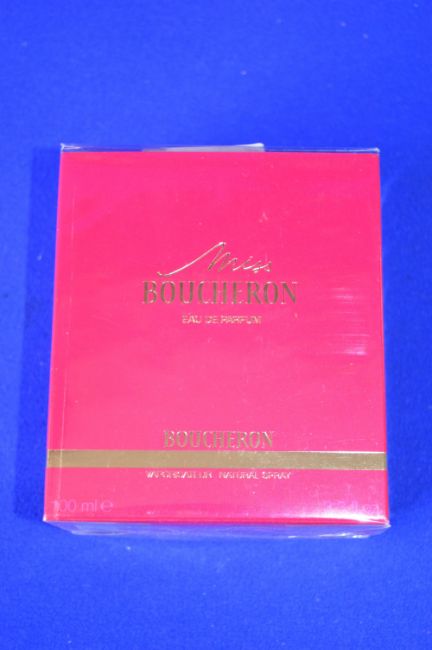 Miss
BOUCHERON
EAU DE PARFUM
BOUCHERON
VAPORISATEUR NATURAL SPRAY
100 ml e